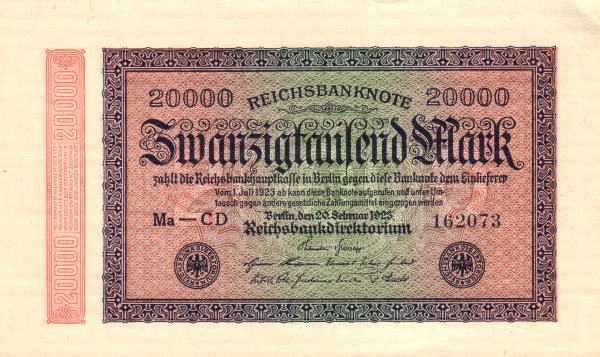 20000 REICHSBANKNOTE 20000
Zwanzigtausend Mark
zahlt die Reichsbankhauptkasse in Berlin gegen diese Banknote dem Einlieferer
Vom 1. Juli 1923 ab kann diese Banknote aufgerufen und unter Um-
tausch gegen andere gesetzliche Zahlungsmittel eingezogen werden
Berlin, den 20. Februar 1923
Ma — CD 162073
Reichsbankdirektorium
20000
20000